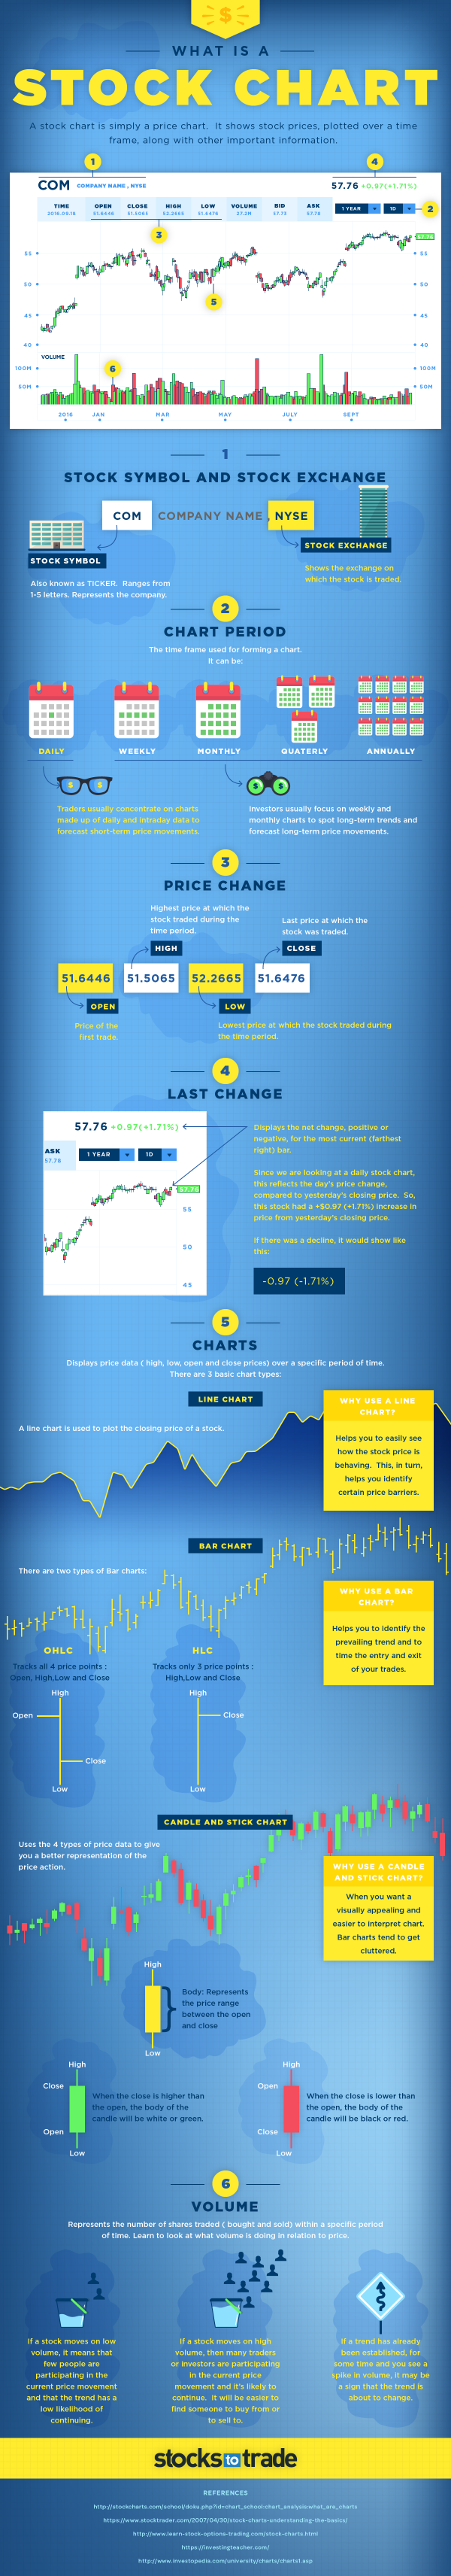 $
WHAT IS A
STOCK CHART
A stock chart is simply a price chart. It shows stock prices, plotted over a time
frame, along with other important information.
1
4
COM COMPANY NAME , NYSE
57.76 +0.97(+1.71%)
TIME OPEN CLOSE HIGH LOW VOLUME BID ASK
2016.09.16 51.6446 51.5065 52.2665 51.6476 27.2M 57.73 57.76
1 YEAR 1D
2
3
55 55
50 50
5
45 45
40 40
VOLUME
6
100M 100M
50M 50M
2016 JAN MAR MAY JULY SEPT
1
STOCK SYMBOL AND STOCK EXCHANGE
COM COMPANY NAME , NYSE
STOCK SYMBOL
Also known as TICKER. Ranges from
1-5 letters. Represents the company.
STOCK EXCHANGE
Shows the exchange on
which the stock is traded.
2
CHART PERIOD
The time frame used for forming a chart.
It can be:
DAILY WEEKLY MONTHLY QUATERLY ANNUALLY
$ $
$ $
Traders usually concentrate on charts
made up of daily and intraday data to
forecast short-term price movements.
Investors usually focus on weekly and
monthly charts to spot long-term trends and
forecast long-term price movements.
3
PRICE CHANGE
Highest price at which the
stock traded during the
time period.
HIGH
Last price at which the
stock was traded.
CLOSE
51.6446 51.5065 52.2665 51.6476
OPEN
Price of the
first trade.
LOW
Lowest price at which the stock traded during
the time period.
4
LAST CHANGE
57.76 +0.97(+1.71%)
ASK
57.76
1 YEAR 1D
57.76
55
50
45
Displays the net change, positive or
negative, for the most current (farthest
right) bar.
Since we are looking at a daily stock chart,
this reflects the day's price change,
compared to yesterday's closing price. So,
this stock had a +$0.97 (+1.71%) increase in
price from yesterday's closing price.
If there was a decline, it would show like
this:
-0.97 (-1.71%)
5
CHARTS
Displays price data ( high, low, open and close prices) over a specific period of time.
There are 3 basic chart types:
LINE CHART
A line chart is used to plot the closing price of a stock.
WHY USE A LINE
CHART?
Helps you to easily see
how the stock price is
behaving. This, in turn,
helps you identify
certain price barriers.
BAR CHART
There are two types of Bar charts:
WHY USE A BAR
CHART?
Helps you to identify the
prevailing trend and to
time the entry and exit
of your trades.
OHLC
Tracks all 4 price points :
Open, High,Low and Close
High
Open
Close
Low
HLC
Tracks only 3 price points :
High,Low and Close
High
Close
Low
CANDLE AND STICK CHART
Uses the 4 types of price data to give
you a better representation of the
price action.
WHY USE A CANDLE
AND STICK CHART?
When you want a
visually appealing and
easier to interpret chart.
Bar charts tend to get
cluttered.
High
Body: Represents
the price range
between the open
and close
Low
High
Close
Open
Low
When the close is higher than
the open, the body of the
candle will be white or green.
High
Open
Close
Low
When the close is lower than
the open, the body of the
candle will be black or red.
6
VOLUME
Represents the number of shares traded ( bought and sold) within a specific period
of time. Learn to look at what volume is doing in relation to price.
If a stock moves on low
volume, it means that
few people are
participating in the
current price movement
and that the trend has a
low likelihood of
continuing.
If a stock moves on high
volume, then many traders
or investors are participating
in the current price
movement and it's likely to
continue. It will be easier to
find someone to buy from or
to sell to.
If a trend has already
been established, for
some time and you see a
spike in volume, it may be
a sign that the trend is
about to change.
stocks to trade
REFERENCES
http://stockcharts.com/school/doku.php?id=chart_school:chart_analysis:what_are_charts
https://www.stocktrader.com/2007/04/30/stock-charts-understanding-the-basics/
http://www.learn-stock-options-trading.com/stock-charts.html
https://investingteacher.com/
http://www.investopedia.com/university/charts/charts1.asp